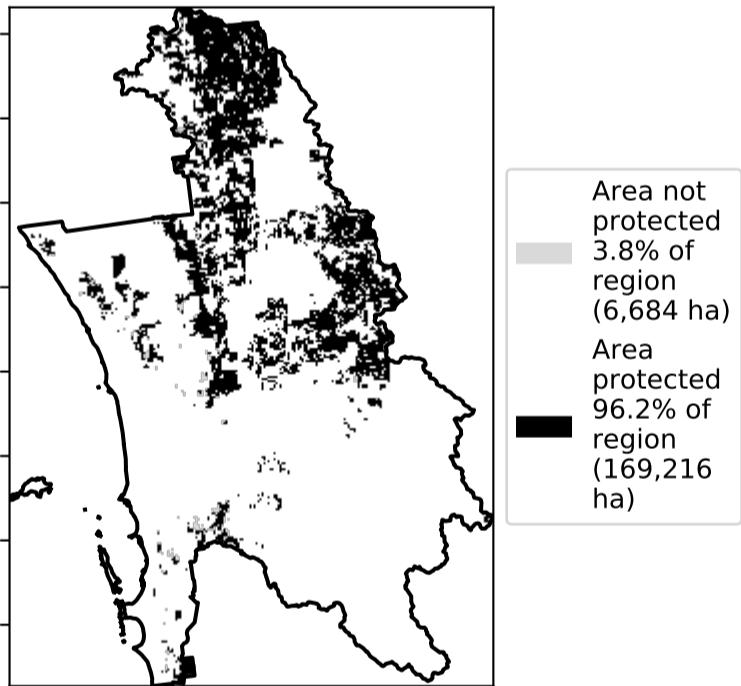 Area not
protected
3.8% of
region
(6,684 ha)
Area
protected
96.2% of
region
(169,216
ha)